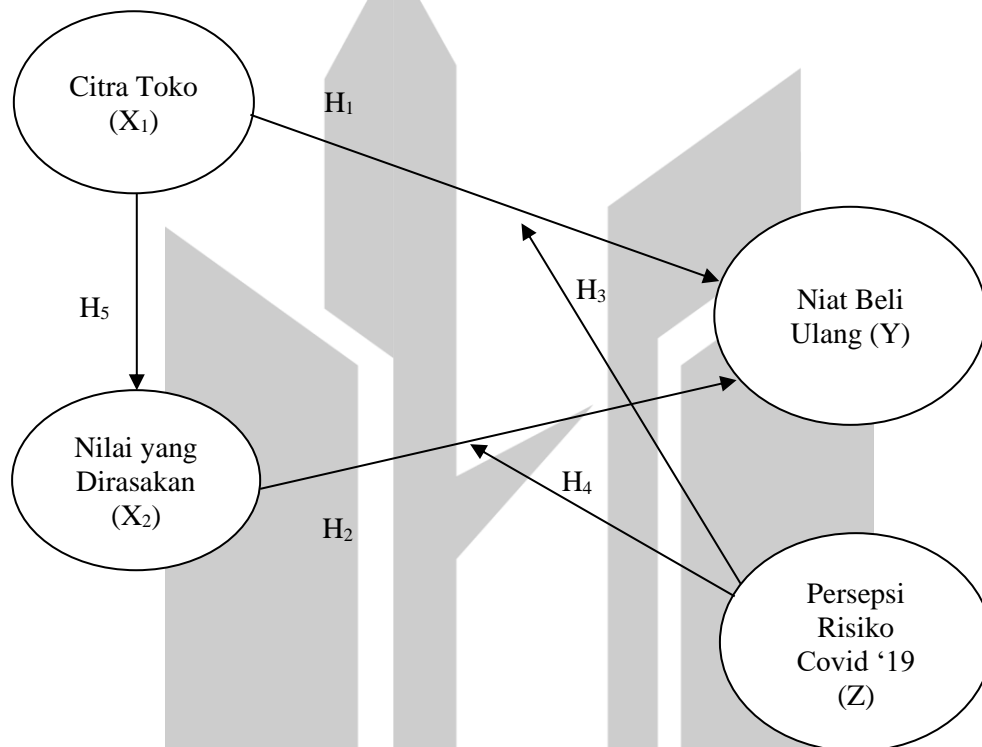 Citra Toko
(X₁)
H₁
H₃
Niat Beli
Ulang (Y)
H₅
Nilai yang
Dirasakan
(X₂)
H₄
H₂
Persepsi
Risiko
Covid ‘19
(Z)